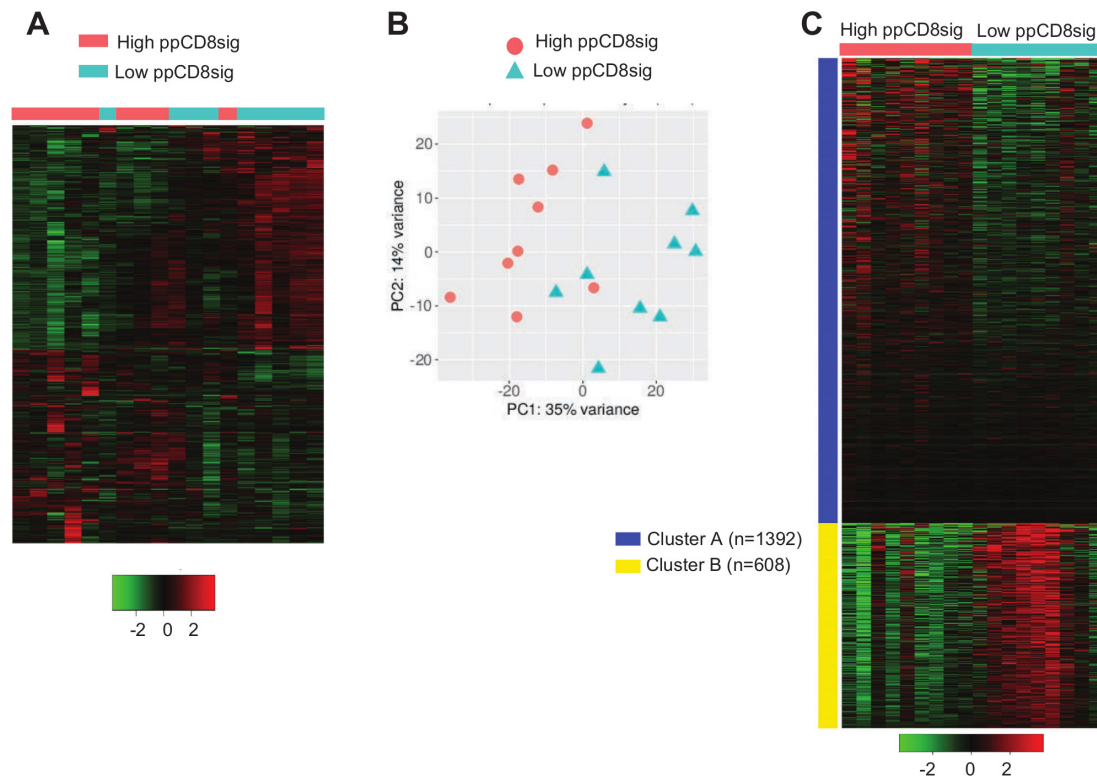 A
High ppCD8sig
Low ppCD8sig
-2 0 2
B
High ppCD8sig
Low ppCD8sig
20
10
0
-10
-20
-20 0 20
PC2: 14% variance
PC1: 35% variance
C
High ppCD8sig Low ppCD8sig
Cluster A (n=1392)
Cluster B (n=608)
-2 0 2